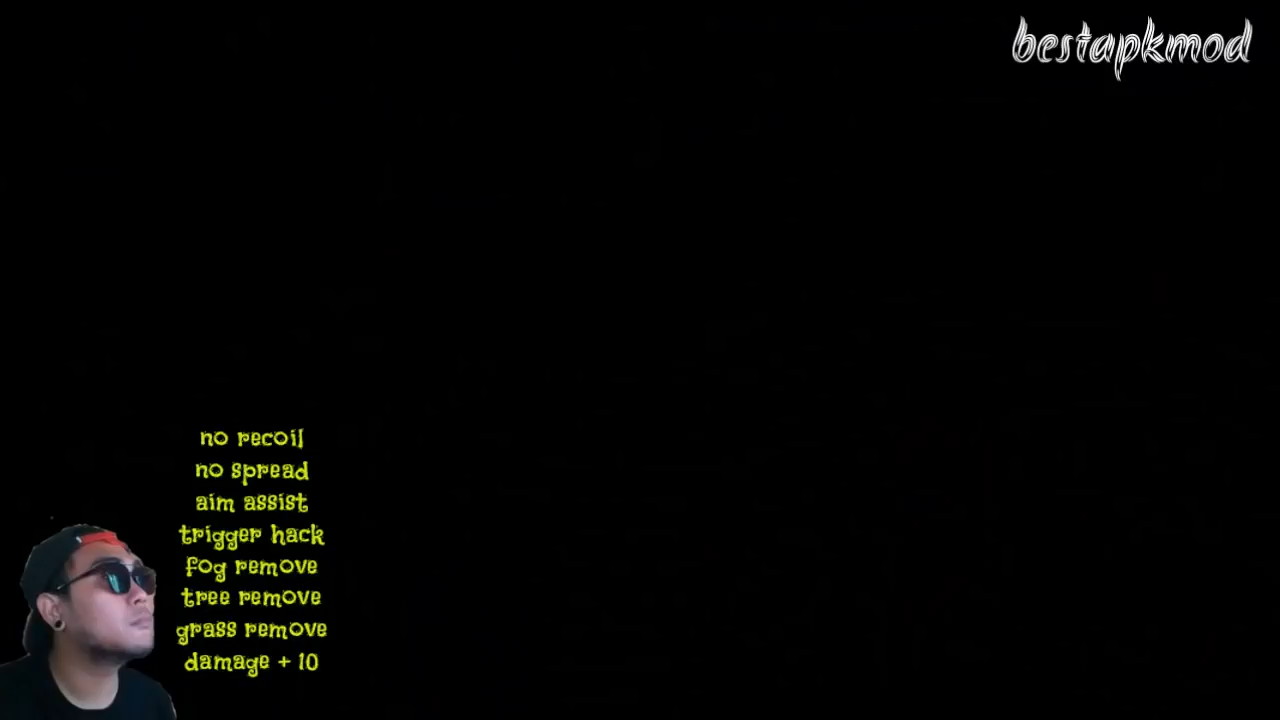 bestapkmod
no recoil
no spread
aim assist
trigger hack
fog remove
tree remove
grass remove
damage + 10